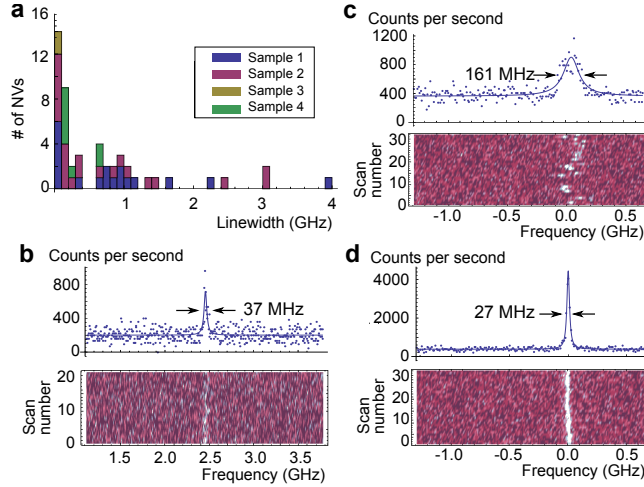 a
# of NVs
16
12
8
4
0
Sample 1
Sample 2
Sample 3
Sample 4
1
2
3
4
Linewidth (GHz)
b
Counts per second
800
400
0
37 MHz
Scan number
20
10
0
1.5
2.0
2.5
3.0
3.5
Frequency (GHz)
c
Counts per second
1200
800
400
0
161 MHz
Scan number
30
20
10
0
-1.0
-0.5
0.0
0.5
Frequency (GHz)
d
Counts per second
4000
2000
0
27 MHz
Scan number
30
20
10
0
-1.0
-0.5
0.0
0.5
Frequency (GHz)